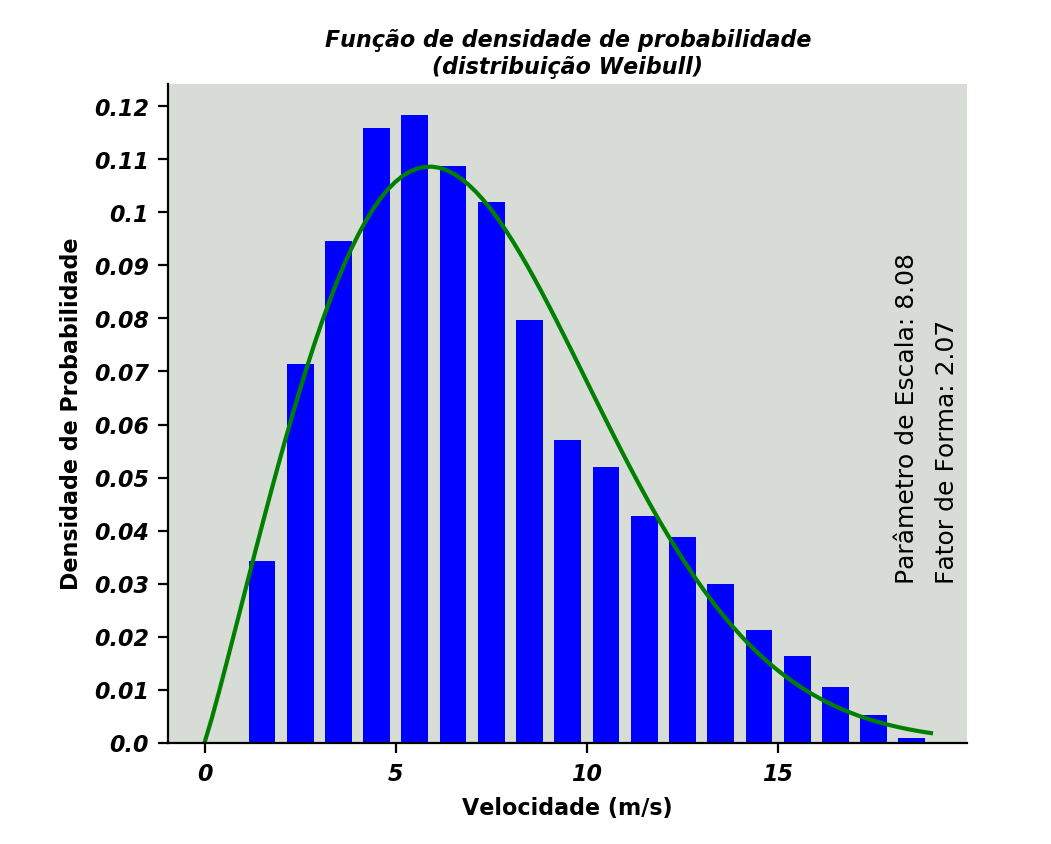 Função de densidade de probabilidade
(distribuição Weibull)
0.12
0.11
0.1
0.09
0.08
0.07
0.06
0.05
0.04
0.03
0.02
0.01
0.0
Densidade de Probabilidade
Parâmetro de Escala: 8.08
Fator de Forma: 2.07
0 5 10 15
Velocidade (m/s)